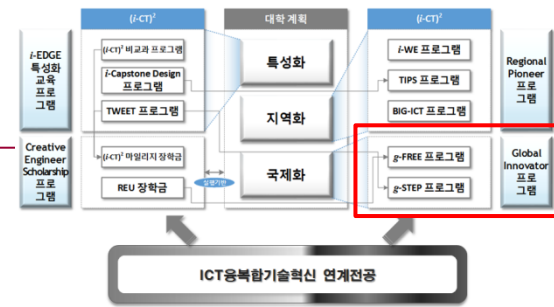 (i-CT)²
대학 계획
(i-CT)²
i-EDGE
특성화
교육
프로
그램
(i-CT)² 비교과 프로그램
i-Capstone Design
프로그램
TWEET 프로그램
특성화
지역화
국제화
i-WE 프로그램
TIPS 프로그램
BIG-ICT 프로그램
Regional
Pioneer
프로
그램
Creative
Engineer
Scholarship
프로
그램
(i-CT)² 마일리지 장학금
REU 장학금
g-FREE 프로그램
g-STEP 프로그램
Global
Innovator
프로
그램
ICT융복합기술혁신 연계전공